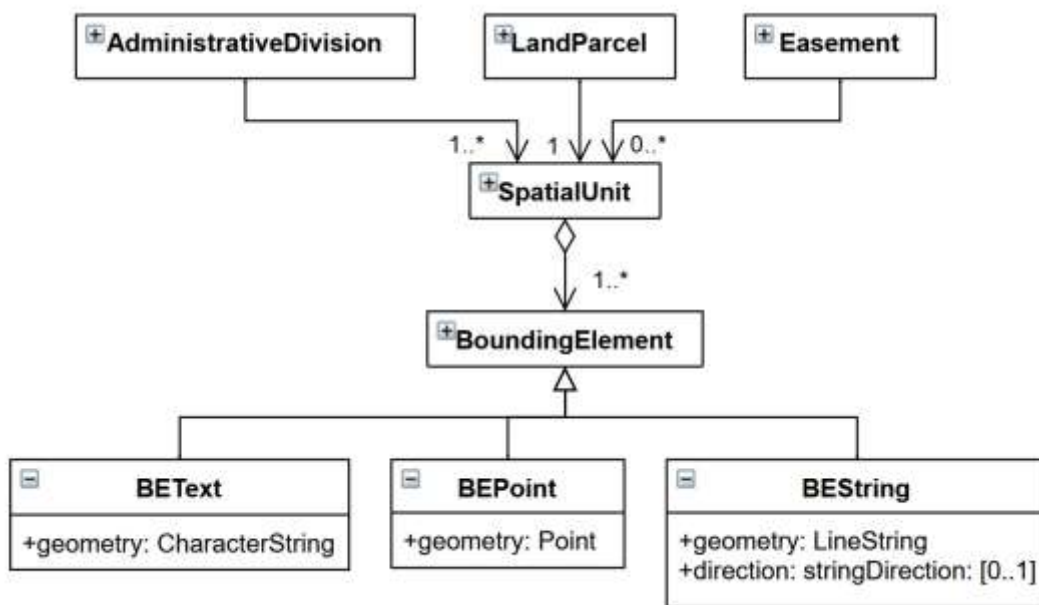 AdministrativeDivision
LandParcel
Easement
1..*
1
0..*
SpatialUnit
1..*
BoundingElement
BEText
+geometry: CharacterString
BEPoint
+geometry: Point
BEString
+geometry: LineString
+direction: stringDirection: [0..1]